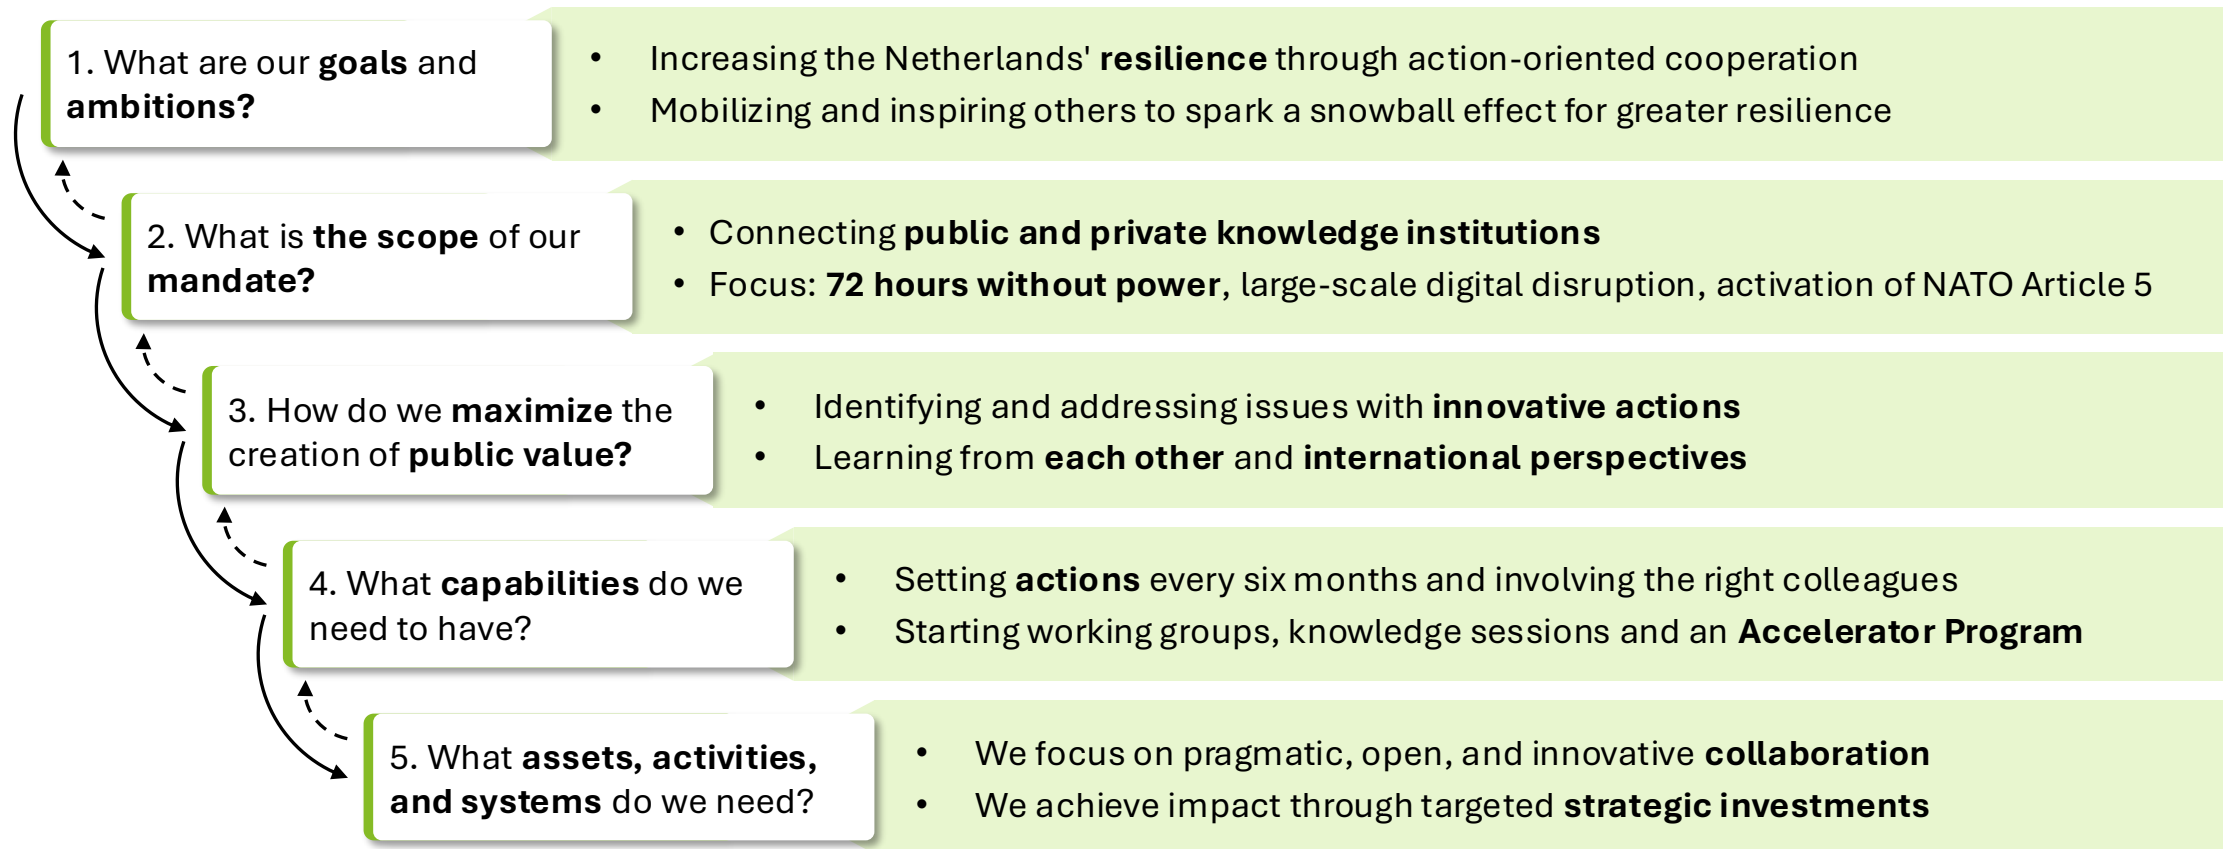 1. What are our goals and
ambitions?
• Increasing the Netherlands' resilience through action-oriented cooperation
• Mobilizing and inspiring others to spark a snowball effect for greater resilience
2. What is the scope of our
mandate?
• Connecting public and private knowledge institutions
• Focus: 72 hours without power, large-scale digital disruption, activation of NATO Article 5
3. How do we maximize the
creation of public value?
• Identifying and addressing issues with innovative actions
• Learning from each other and international perspectives
4. What capabilities do we
need to have?
• Setting actions every six months and involving the right colleagues
• Starting working groups, knowledge sessions and an Accelerator Program
5. What assets, activities,
and systems do we need?
• We focus on pragmatic, open, and innovative collaboration
• We achieve impact through targeted strategic investments